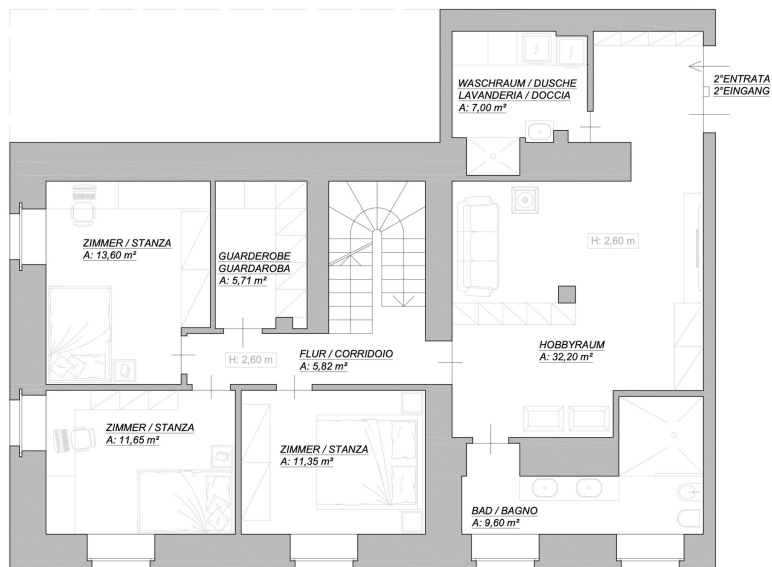 WASCHRAUM / DUSCHE
LAVANDERIA / DOCCIA
A: 7,00 m²
2°ENTRATA
2°EINGANG
ZIMMER / STANZA
A: 13,60 m²
GUARDEROBE
GUARDAROBA
A: 5,71 m²
H: 2,60 m
HOBBYRAUM
A: 32,20 m²
FLUR / CORRIDOIO
A: 5,82 m²
H: 2,60 m
ZIMMER / STANZA
A: 11,65 m²
ZIMMER / STANZA
A: 11,35 m²
BAD / BAGNO
A: 9,60 m²